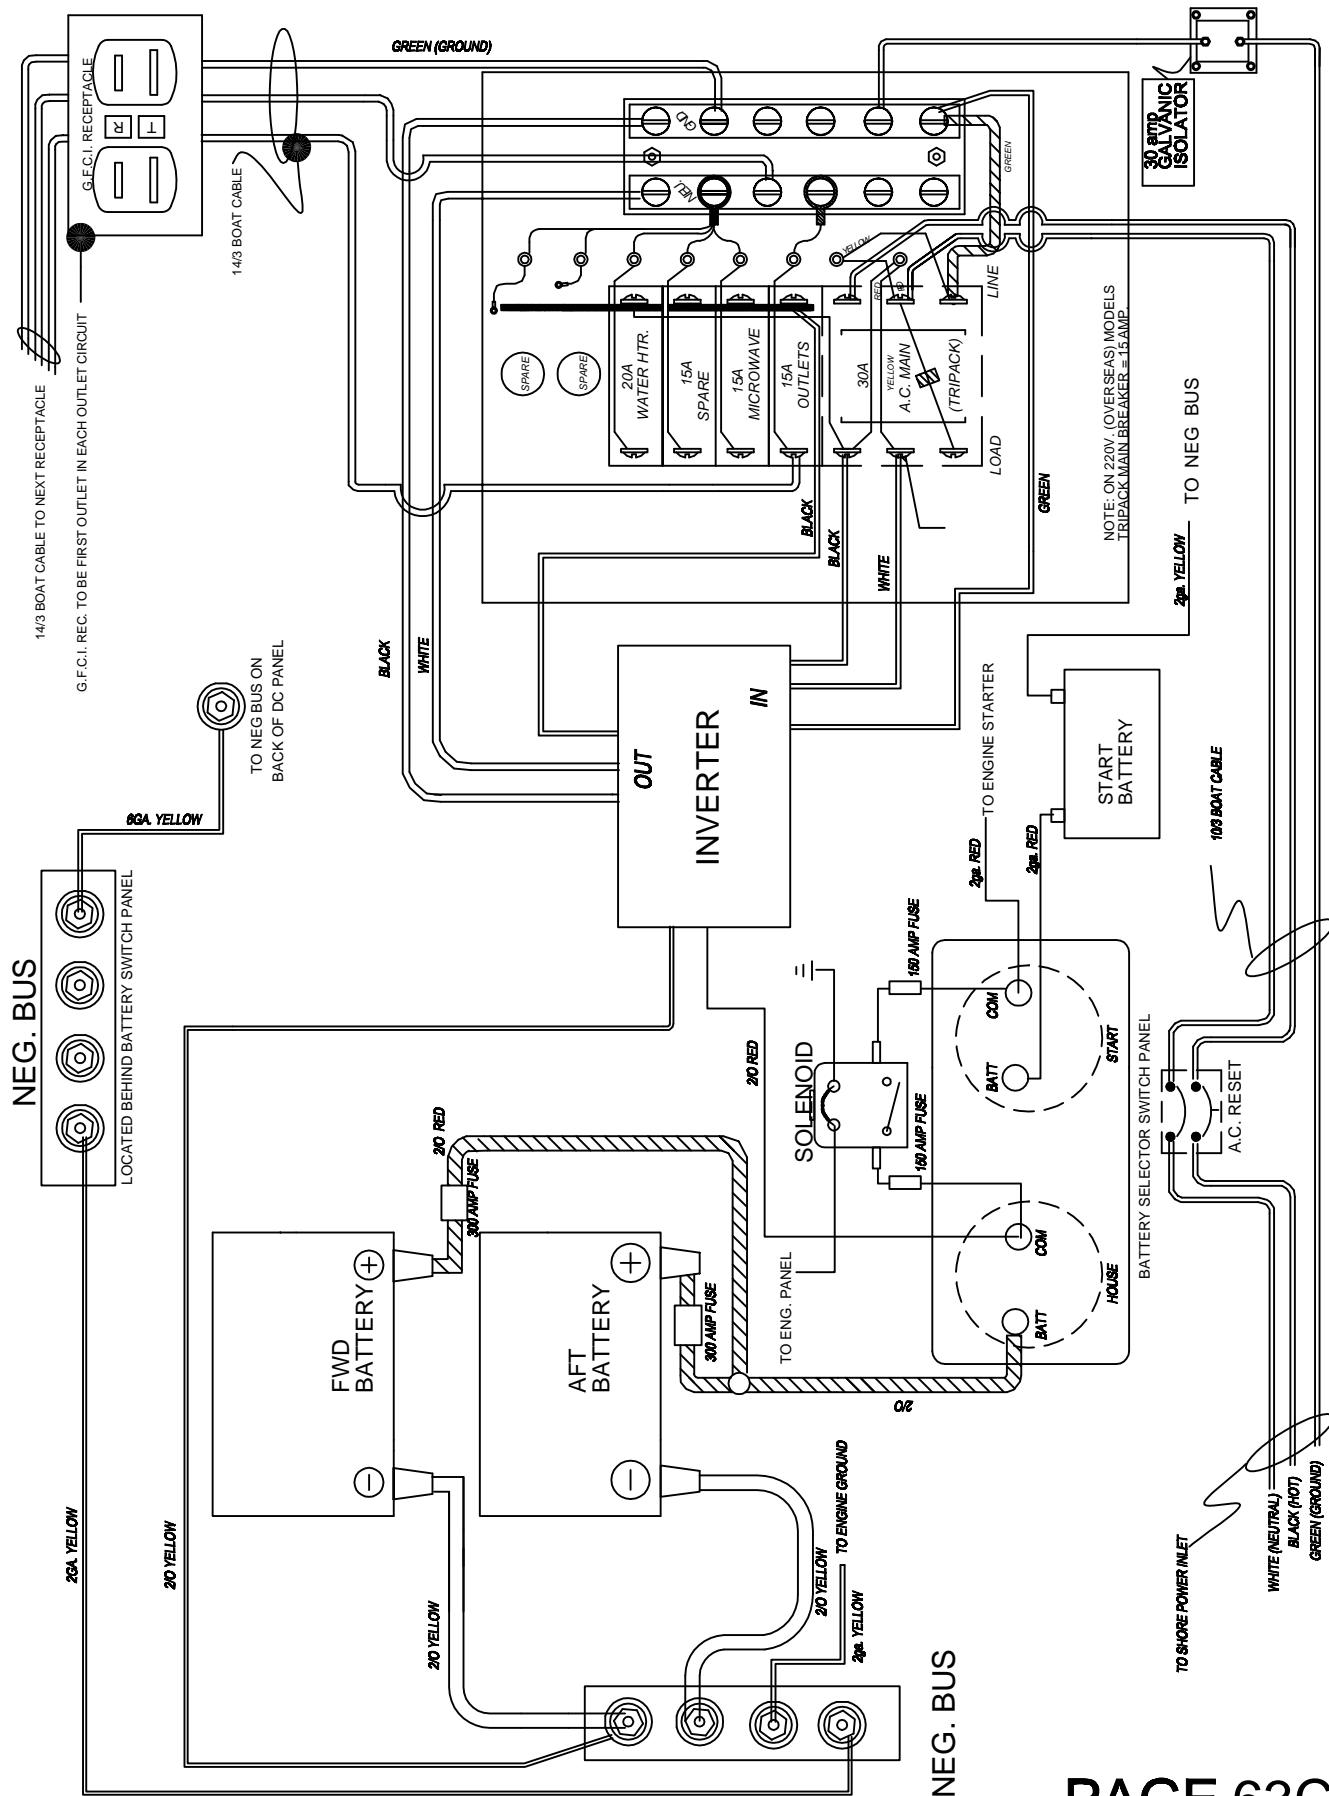 G.F.C.I. RECEPTACLE
R
T
GREEN (GROUND)
30 amp
GALVANIC
ISOLATOR
14/3 BOAT CABLE
14/3 BOAT CABLE TO NEXT RECEPTACLE
G.F.C.I. REC. TO BE FIRST OUTLET IN EACH OUTLET CIRCUIT
GND
NEU.
GREEN
YELLOW
RED
LINE
SPARE
SPARE
20A
WATER HTR.
15A
SPARE
15A
MICROWAVE
15A
OUTLETS
30A
YELLOW
A.C. MAIN
(TRIPACK)
LOAD
NOTE: ON 220V. (OVERSEAS) MODELS
TRIPACK MAIN BREAKER = 15 AMP.
BLACK
BLACK
WHITE
GREEN
BLACK
WHITE
TO NEG BUS
2ga. YELLOW
TO NEG BUS ON
BACK OF DC PANEL
6GA. YELLOW
NEG. BUS
LOCATED BEHIND BATTERY SWITCH PANEL
OUT
IN
INVERTER
TO ENGINE STARTER
2ga. RED
2ga. RED
START
BATTERY
10/3 BOAT CABLE
150 AMP FUSE
2/O RED
SOLENOID
150 AMP FUSE
COM
BATT
START
A.C. RESET
BATTERY SELECTOR SWITCH PANEL
COM
BATT
HOUSE
TO ENG. PANEL
2/O RED
300 AMP FUSE
FWD
BATTERY
+
−
AFT
BATTERY
+
−
300 AMP FUSE
2/O
2GA. YELLOW
2/O YELLOW
2/O YELLOW
2/O YELLOW
TO ENGINE GROUND
2ga. YELLOW
NEG. BUS
TO SHORE POWER INLET
WHITE (NEUTRAL)
BLACK (HOT)
GREEN (GROUND)